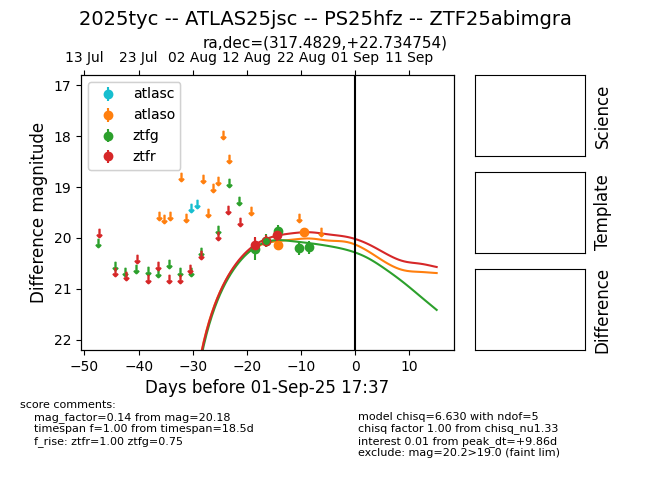 2025tyc -- ATLAS25jsc -- PS25hfz -- ZTF25abimgra
ra,dec=(317.4829,+22.734754)
13 Jul 23 Jul 02 Aug 12 Aug 22 Aug 01 Sep 11 Sep
17
18
19
20
21
22
Difference magnitude
atlasc
atlaso
ztfg
ztfr
−50 −40 −30 −20 −10 0 10
Days before 01-Sep-25 17:37
Science
Template
Difference
score comments:
mag_factor=0.14 from mag=20.18
timespan f=1.00 from timespan=18.5d
f_rise: ztfr=1.00 ztfg=0.75
model chisq=6.630 with ndof=5
chisq factor 1.00 from chisq_nu1.33
interest 0.01 from peak_dt=+9.86d
exclude: mag=20.2>19.0 (faint lim)